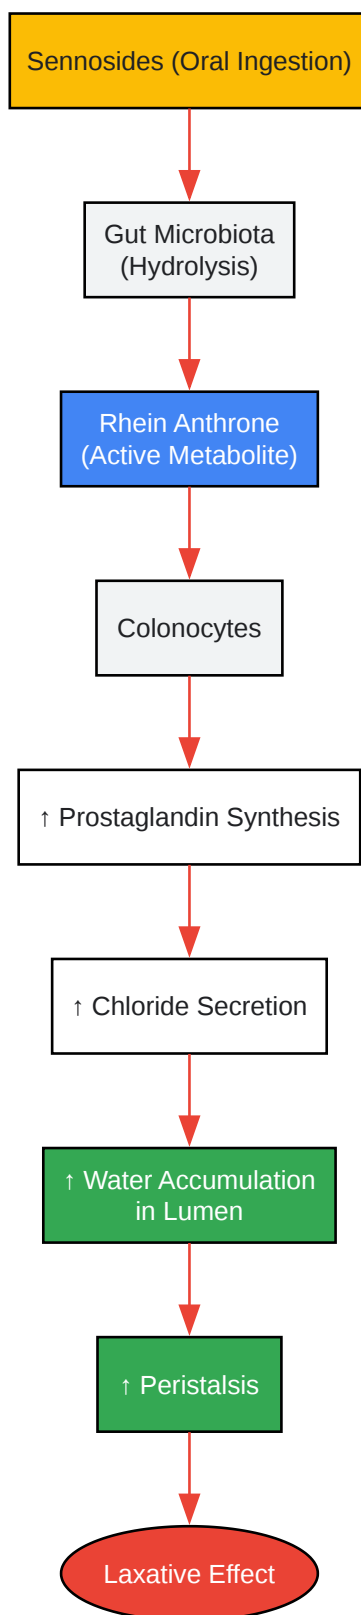 Sennosides (Oral Ingestion)
Gut Microbiota
(Hydrolysis)
Rhein Anthrone
(Active Metabolite)
Colonocytes
↑ Prostaglandin Synthesis
↑ Chloride Secretion
↑ Water Accumulation
in Lumen
↑ Peristalsis
Laxative Effect